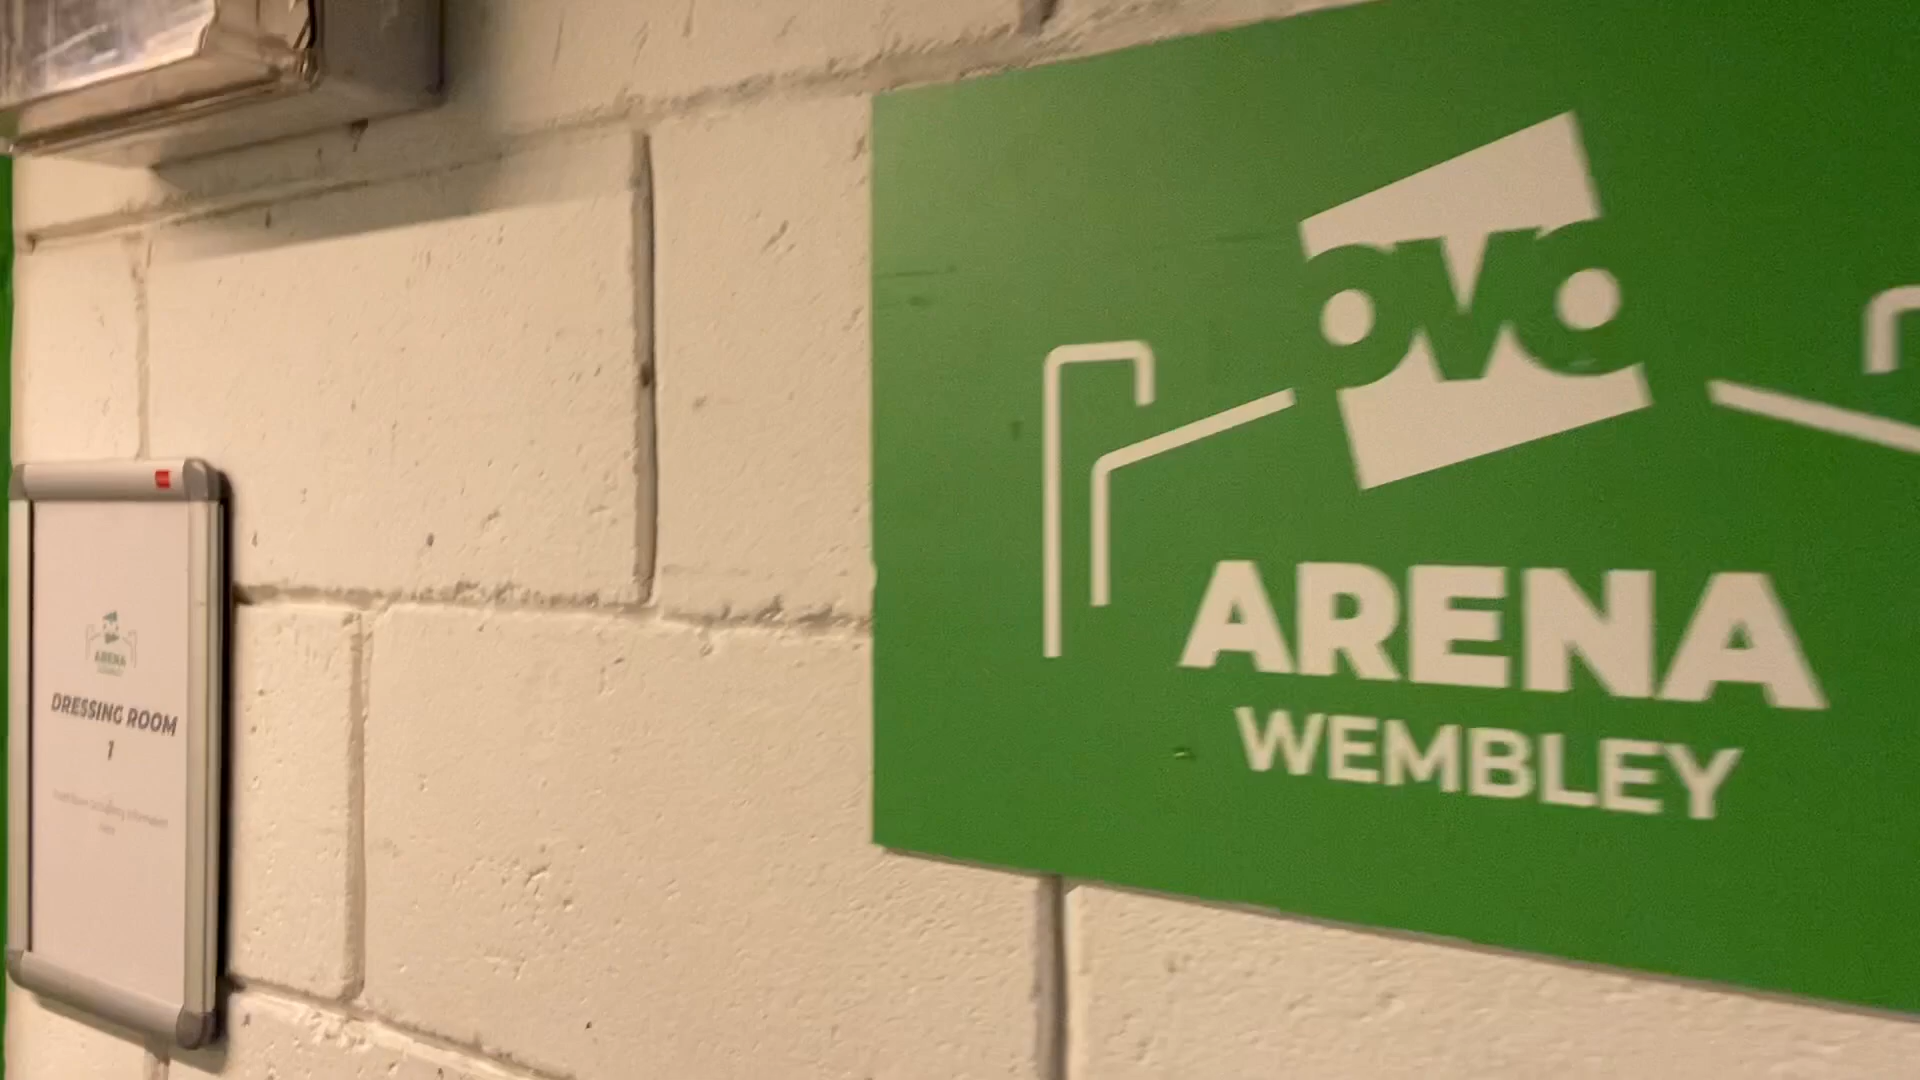 ovo
ARENA
WEMBLEY
ARENA
DRESSING ROOM
1